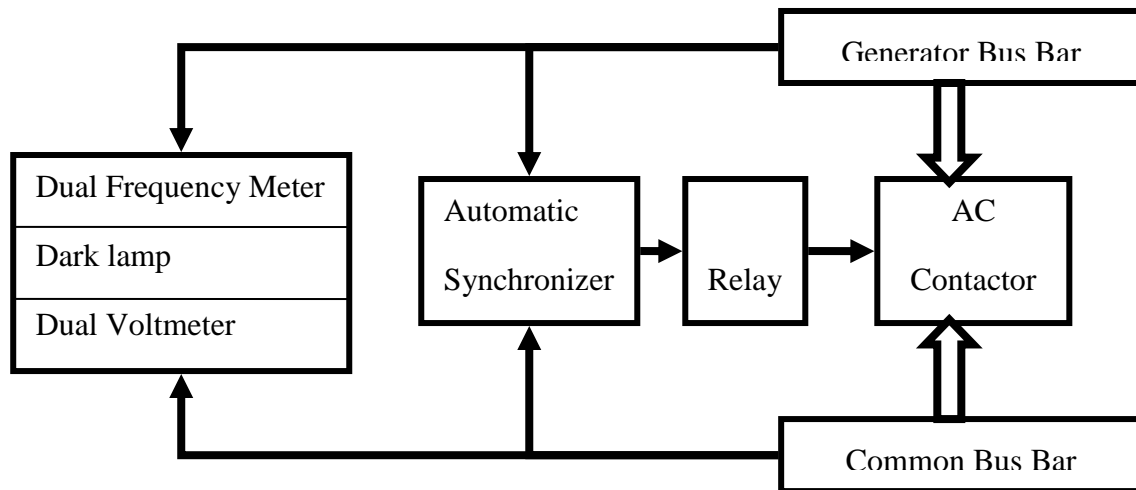 Generator Bus Bar
Dual Frequency Meter
Dark lamp
Dual Voltmeter
Automatic
Synchronizer
Relay
AC
Contactor
Common Bus Bar